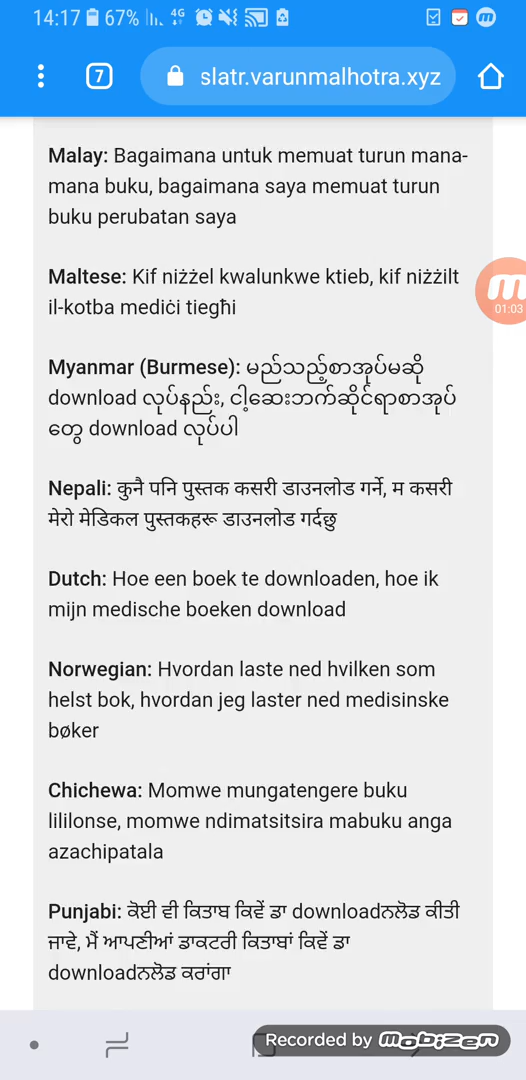 14:17 67% 4G
7 slatr.varunmalhotra.xyz
Malay: Bagaimana untuk memuat turun mana-
mana buku, bagaimana saya memuat turun
buku perubatan saya
Maltese: Kif niżżel kwalunkwe ktieb, kif niżżilt
il-kotba mediċi tiegħi
01:03
Myanmar (Burmese): မည်သည့်စာအုပ်မဆို
download လုပ်နည်း, ငါ့ဆေးဘက်ဆိုင်ရာစာအုပ်
တွေ download လုပ်ပါ
Nepali: कुनै पनि पुस्तक कसरी डाउनलोड गर्ने, म कसरी
मेरो मेडिकल पुस्तकहरू डाउनलोड गर्दछु
Dutch: Hoe een boek te downloaden, hoe ik
mijn medische boeken download
Norwegian: Hvordan laste ned hvilken som
helst bok, hvordan jeg laster ned medisinske
bøker
Chichewa: Momwe mungatengere buku
lililonse, momwe ndimatsitsira mabuku anga
azachipatala
Punjabi: ਕੋਈ ਵੀ ਕਿਤਾਬ ਕਿਵੇਂ ਡਾ downloadਨਲੋਡ ਕੀਤੀ
ਜਾਵੇ, ਮੈਂ ਆਪਣੀਆਂ ਡਾਕਟਰੀ ਕਿਤਾਬਾਂ ਕਿਵੇਂ ਡਾ
downloadਨਲੋਡ ਕਰਾਂਗਾ
Recorded by mobizen